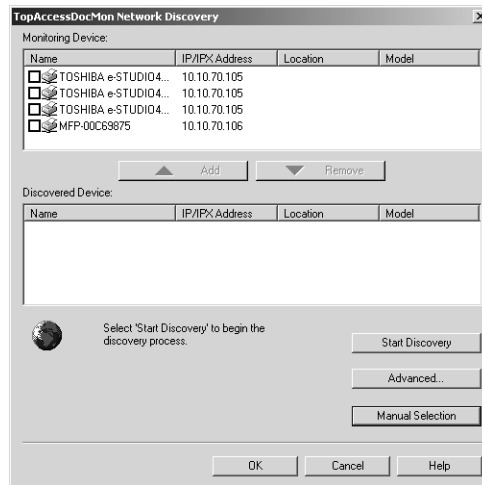 TopAccessDocMon Network Discovery
Monitoring Device:
Name IP/IPX Address Location Model
TOSHIBA e-STUDIO4... 10.10.70.105
TOSHIBA e-STUDIO4... 10.10.70.105
TOSHIBA e-STUDIO4... 10.10.70.105
MFP-00C69875 10.10.70.106
Add Remove
Discovered Device:
Name IP/IPX Address Location Model
Select 'Start Discovery' to begin the
discovery process.
Start Discovery
Advanced...
Manual Selection
OK Cancel Help